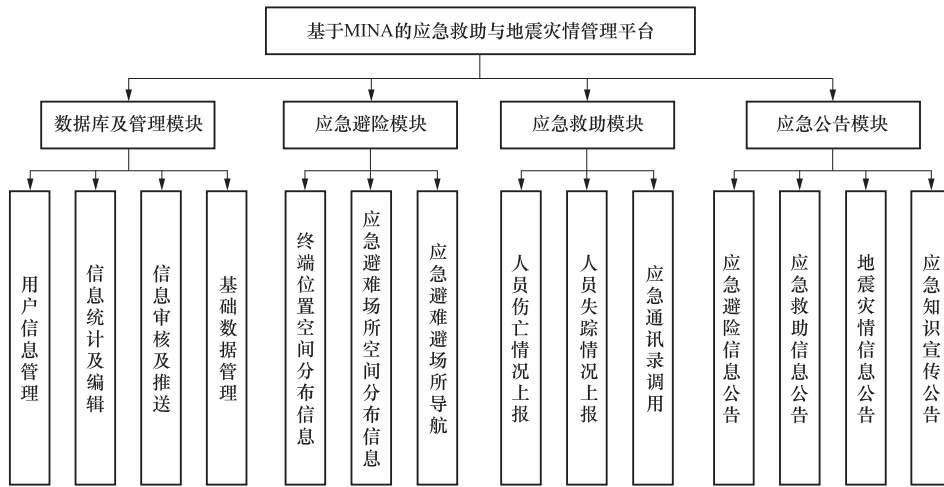 基于MINA的应急救助与地震灾情管理平台
数据库及管理模块
应急避险模块
应急救助模块
应急公告模块
用户信息管理
信息统计及编辑
信息审核及推送
基础数据管理
终端位置空间分布信息
应急避难场所空间分布信息
应急避难避场所导航
人员伤亡情况上报
人员失踪情况上报
应急通讯录调用
应急避险信息公告
应急救助信息公告
地震灾情信息公告
应急知识宣传公告